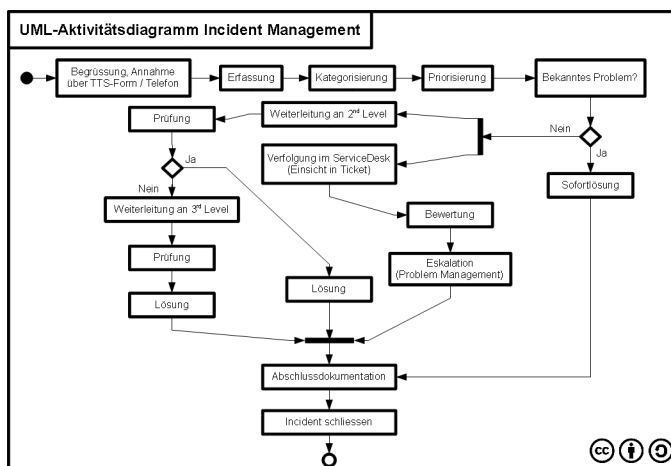 UML-Aktivitätsdiagramm Incident Management
Begrüssung, Annahme
über TTS-Form / Telefon
Erfassung
Kategorisierung
Priorisierung
Bekanntes Problem?
Prüfung
Weiterleitung an 2nd Level
Nein
Ja
Verfolgung im ServiceDesk
(Einsicht in Ticket)
Sofortlösung
Ja
Nein
Weiterleitung an 3rd Level
Bewertung
Prüfung
Eskalation
(Problem Management)
Lösung
Lösung
Abschlussdokumentation
Incident schliessen
cc